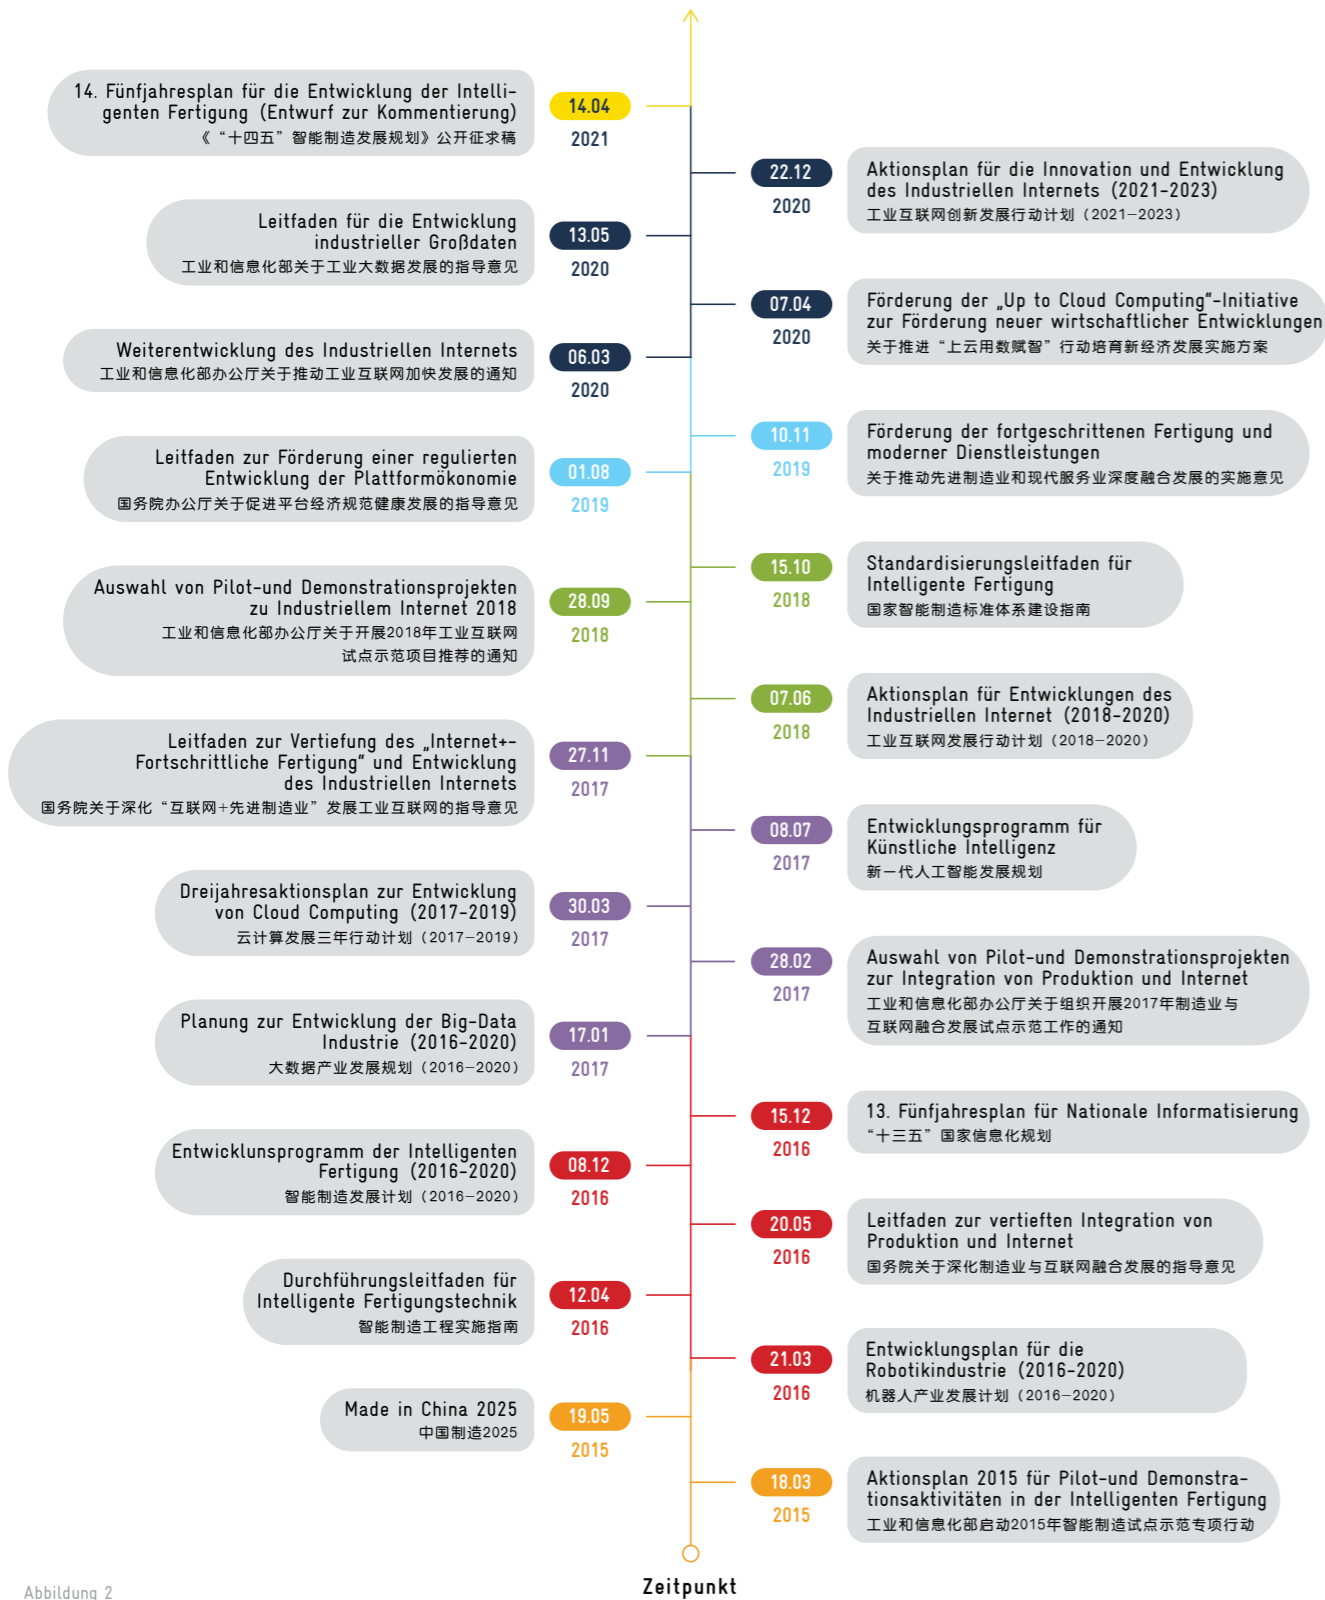 14. Fünfjahresplan für die Entwicklung der Intelli-
genten Fertigung (Entwurf zur Kommentierung)
《 “十四五” 智能制造发展规划》公开征求稿
14.04
2021
22.12
2020
Aktionsplan für die Innovation und Entwicklung
des Industriellen Internets (2021-2023)
工业互联网创新发展行动计划（2021—2023）
Leitfaden für die Entwicklung
industrieller Großdaten
工业和信息化部关于工业大数据发展的指导意见
13.05
2020
07.04
2020
Förderung der „Up to Cloud Computing“-Initiative
zur Förderung neuer wirtschaftlicher Entwicklungen
关于推进 “上云用数赋智” 行动培育新经济发展实施方案
Weiterentwicklung des Industriellen Internets
工业和信息化部办公厅关于推动工业互联网加快发展的通知
06.03
2020
10.11
2019
Förderung der fortgeschrittenen Fertigung und
moderner Dienstleistungen
关于推动先进制造业和现代服务业深度融合发展的实施意见
Leitfaden zur Förderung einer regulierten
Entwicklung der Plattformökonomie
国务院办公厅关于促进平台经济规范健康发展的指导意见
01.08
2019
15.10
2018
Standardisierungsleitfaden für
Intelligente Fertigung
国家智能制造标准体系建设指南
Auswahl von Pilot-und Demonstrationsprojekten
zu Industriellem Internet 2018
工业和信息化部办公厅关于开展2018年工业互联网
试点示范项目推荐的通知
28.09
2018
07.06
2018
Aktionsplan für Entwicklungen des
Industriellen Internet (2018-2020)
工业互联网发展行动计划（2018—2020）
Leitfaden zur Vertiefung des „Internet+-
Fortschrittliche Fertigung“ und Entwicklung
des Industriellen Internets
国务院关于深化 “互联网+先进制造业” 发展工业互联网的指导意见
27.11
2017
08.07
2017
Entwicklungsprogramm für
Künstliche Intelligenz
新一代人工智能发展规划
Dreijahresaktionsplan zur Entwicklung
von Cloud Computing (2017-2019)
云计算发展三年行动计划（2017—2019）
30.03
2017
28.02
2017
Auswahl von Pilot-und Demonstrationsprojekten
zur Integration von Produktion und Internet
工业和信息化部办公厅关于组织开展2017年制造业与
互联网融合发展试点示范工作的通知
Planung zur Entwicklung der Big-Data
Industrie (2016-2020)
大数据产业发展规划（2016—2020）
17.01
2017
15.12
2016
13. Fünfjahresplan für Nationale Informatisierung
“十三五” 国家信息化规划
Entwicklunsprogramm der Intelligenten
Fertigung (2016-2020)
智能制造发展计划（2016—2020）
08.12
2016
20.05
2016
Leitfaden zur vertieften Integration von
Produktion und Internet
国务院关于深化制造业与互联网融合发展的指导意见
Durchführungsleitfaden für
Intelligente Fertigungstechnik
智能制造工程实施指南
12.04
2016
21.03
2016
Entwicklungsplan für die
Robotikindustrie (2016-2020)
机器人产业发展计划（2016—2020）
Made in China 2025
中国制造2025
19.05
2015
18.03
2015
Aktionsplan 2015 für Pilot-und Demonstra-
tionsaktivitäten in der Intelligenten Fertigung
工业和信息化部启动2015年智能制造试点示范专项行动
Zeitpunkt
Abbildung 2